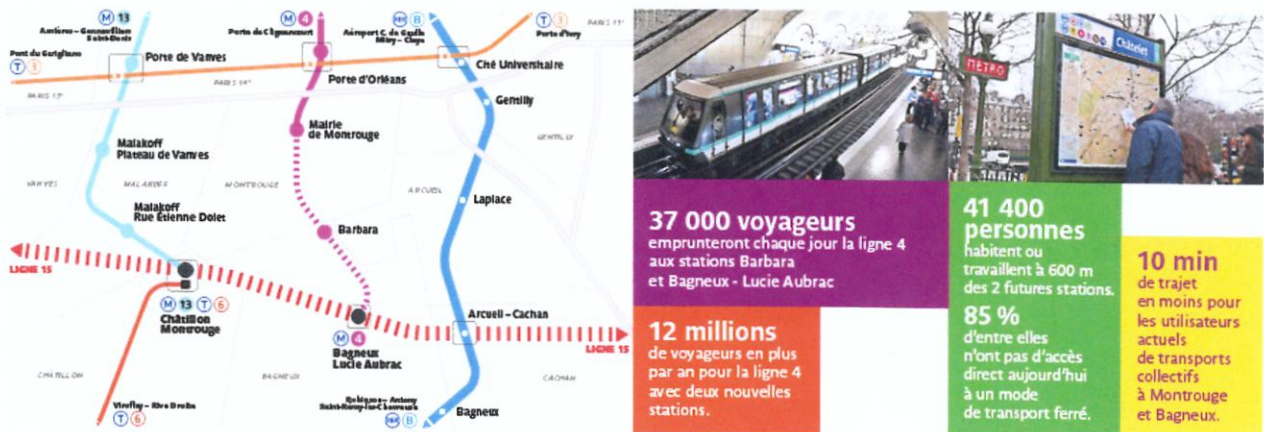 M 13
Asnières – Gennevilliers
Saint-Denis
M 4
Porte de Clignancourt
RER B
Aéroport C. de Gaulle
Mitry – Claye
T 3
Porte d'Ivry
PARIS 13e
Pont du Garigliano
T 3
Porte de Vanves
PARIS 14e
Porte d'Orléans
Cité Universitaire
PARIS 15e
Gentilly
GENTILLY
Mairie
de Montrouge
Malakoff
Plateau de Vanves
VANVES
MALAKOFF
MONTROUGE
ARCUEIL
Laplace
Malakoff
Rue Étienne Dolet
Barbara
LIGNE 15
M 13 T 6
Châtillon
Montrouge
Arcueil – Cachan
LIGNE 15
M 4
Bagneux
Lucie Aubrac
CHATILLON
BAGNEUX
CACHAN
Viroflay – Rive Droite
T 6
Robinson – Antony
Saint-Rémy-lès-Chevreuse
RER B
Bagneux
MÉTRO
Châtelet
37 000 voyageurs
emprunteront chaque jour la ligne 4
aux stations Barbara
et Bagneux - Lucie Aubrac
12 millions
de voyageurs en plus
par an pour la ligne 4
avec deux nouvelles
stations.
41 400
personnes
habitent ou
travaillent à 600 m
des 2 futures stations.
85 %
d'entre elles
n'ont pas d'accès
direct aujourd'hui
à un mode
de transport ferré.
10 min
de trajet
en moins pour
les utilisateurs
actuels
de transports
collectifs
à Montrouge
et Bagneux.